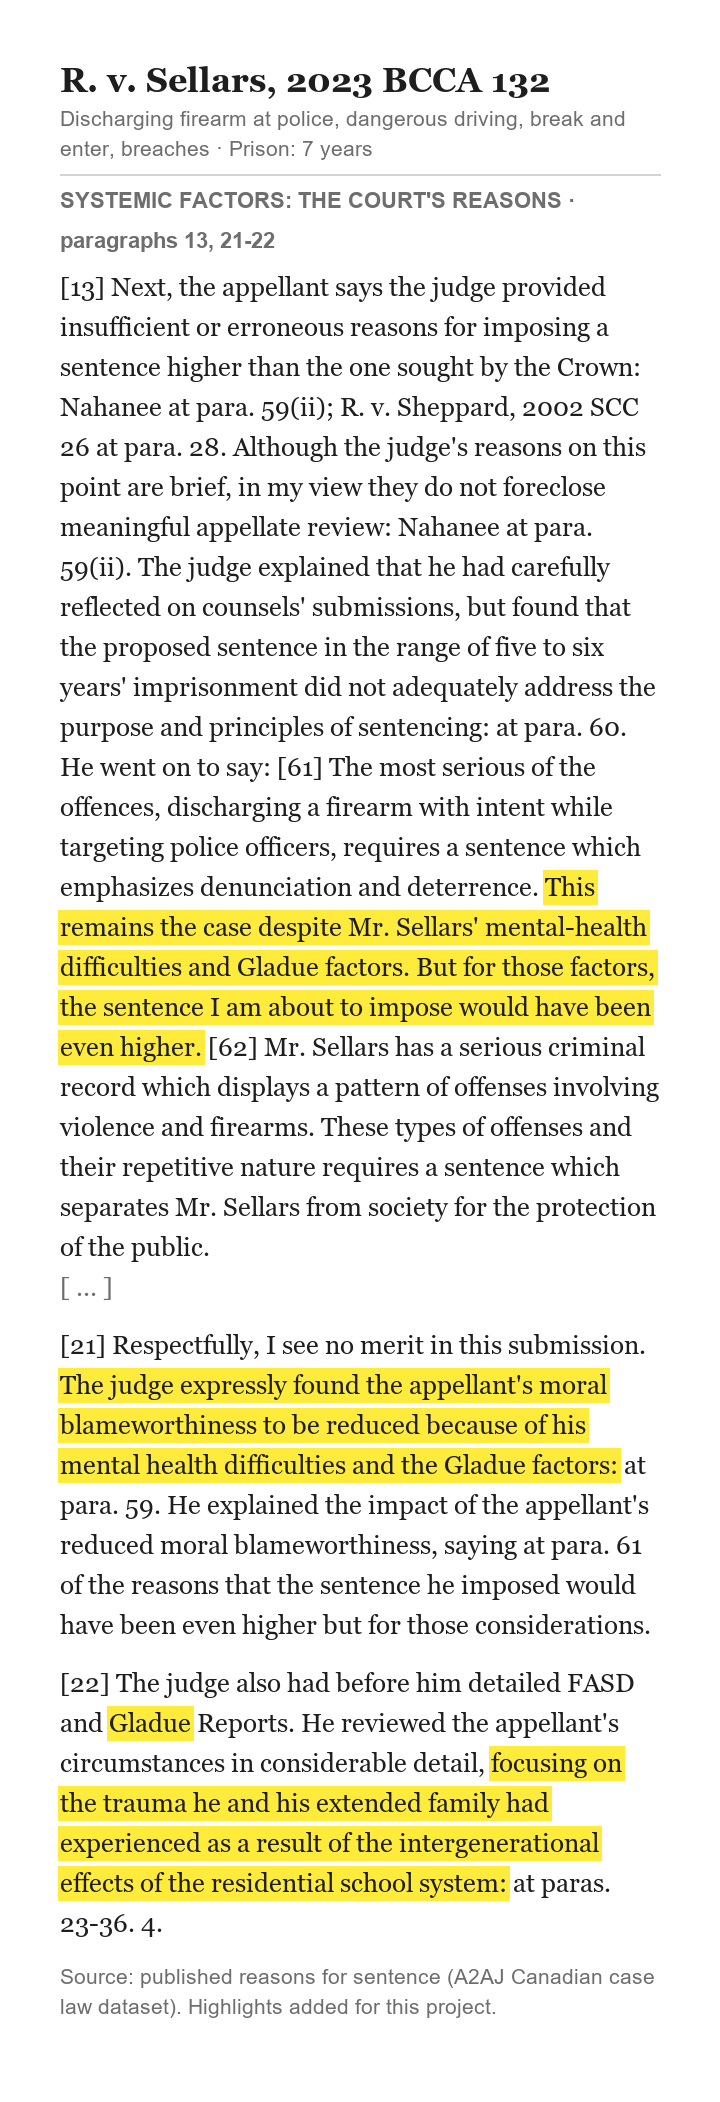 R. v. Sellars, 2023 BCCA 132
Discharging firearm at police, dangerous driving, break and
enter, breaches · Prison: 7 years
SYSTEMIC FACTORS: THE COURT'S REASONS ·
paragraphs 13, 21-22
[13] Next, the appellant says the judge provided
insufficient or erroneous reasons for imposing a
sentence higher than the one sought by the Crown:
Nahanee at para. 59(ii); R. v. Sheppard, 2002 SCC
26 at para. 28. Although the judge's reasons on this
point are brief, in my view they do not foreclose
meaningful appellate review: Nahanee at para.
59(ii). The judge explained that he had carefully
reflected on counsels' submissions, but found that
the proposed sentence in the range of five to six
years' imprisonment did not adequately address the
purpose and principles of sentencing: at para. 60.
He went on to say: [61] The most serious of the
offences, discharging a firearm with intent while
targeting police officers, requires a sentence which
emphasizes denunciation and deterrence. This
remains the case despite Mr. Sellars' mental-health
difficulties and Gladue factors. But for those factors,
the sentence I am about to impose would have been
even higher. [62] Mr. Sellars has a serious criminal
record which displays a pattern of offenses involving
violence and firearms. These types of offenses and
their repetitive nature requires a sentence which
separates Mr. Sellars from society for the protection
of the public.
[ ... ]
[21] Respectfully, I see no merit in this submission.
The judge expressly found the appellant's moral
blameworthiness to be reduced because of his
mental health difficulties and the Gladue factors: at
para. 59. He explained the impact of the appellant's
reduced moral blameworthiness, saying at para. 61
of the reasons that the sentence he imposed would
have been even higher but for those considerations.
[22] The judge also had before him detailed FASD
and Gladue Reports. He reviewed the appellant's
circumstances in considerable detail, focusing on
the trauma he and his extended family had
experienced as a result of the intergenerational
effects of the residential school system: at paras.
23-36. 4.
Source: published reasons for sentence (A2AJ Canadian case
law dataset). Highlights added for this project.